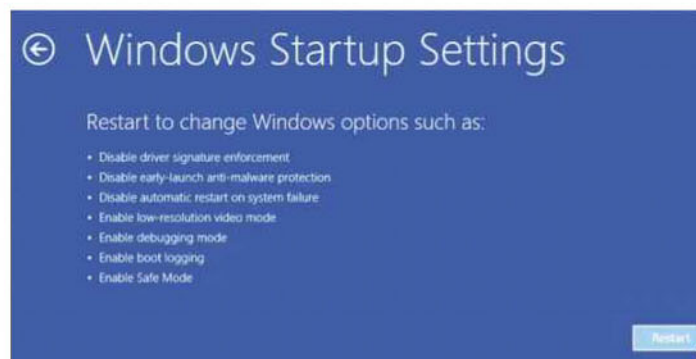 Windows Startup Settings
Restart to change Windows options such as:
• Disable driver signature enforcement
• Disable early-launch anti-malware protection
• Disable automatic restart on system failure
• Enable low-resolution video mode
• Enable debugging mode
• Enable boot logging
• Enable Safe Mode
Restart